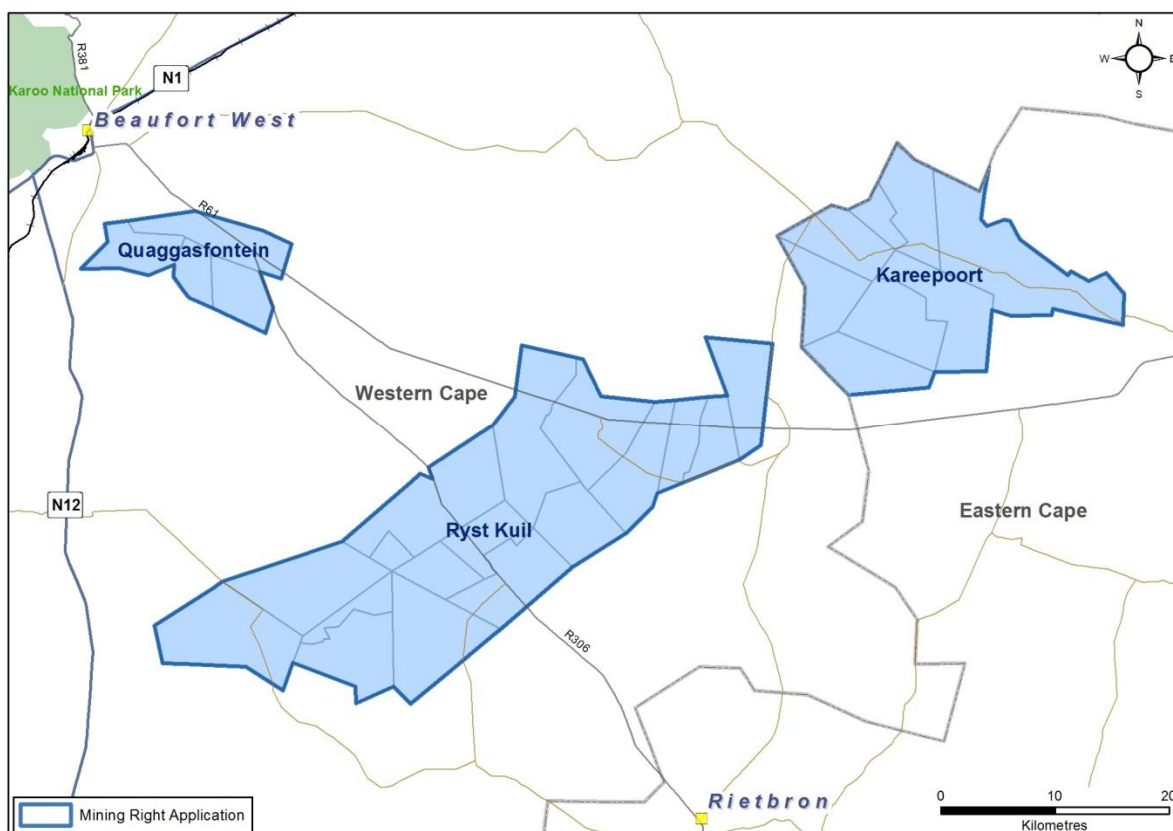 R381
N1
Karoo National Park
Beaufort West
N
W
E
S
R61
Quaggasfontein
Kareepoort
Western Cape
N12
Ryst Kuil
Eastern Cape
R306
Rietbron
Mining Right Application
0 10 20
Kilometres